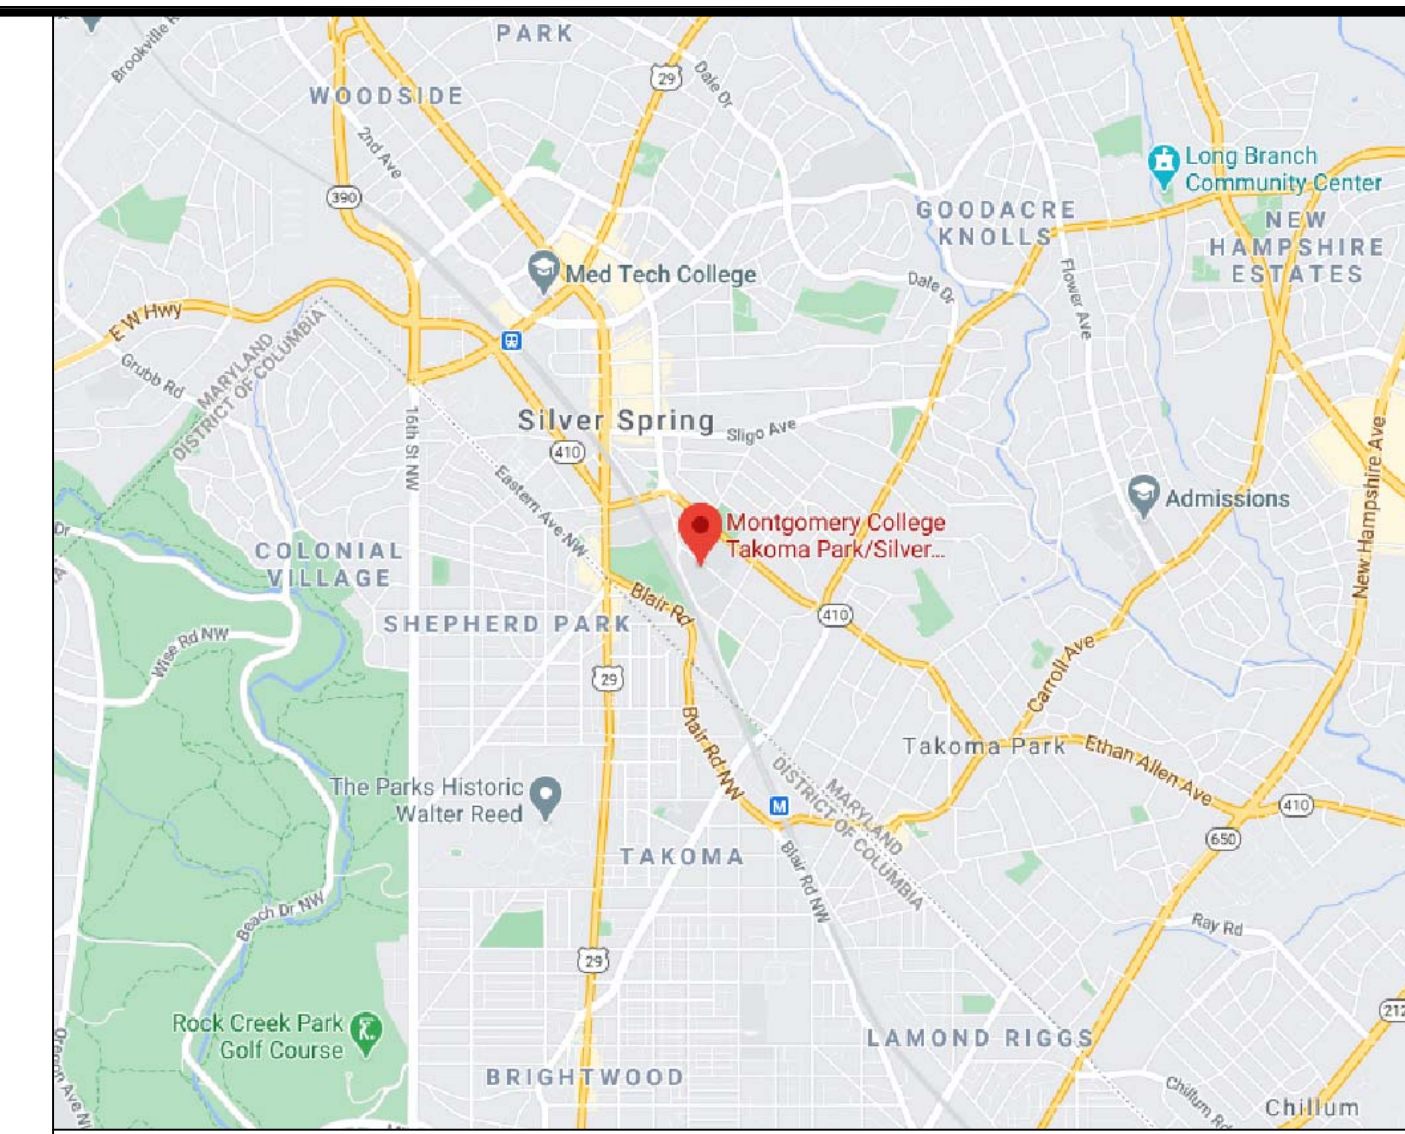 PARK
29
Dale Dr
Brookville
WOODSIDE
2nd Ave
Long Branch
Community Center
390
GOODACRE
KNOLLS
NEW
HAMPSHIRE
ESTATES
Med Tech College
Dale Dr
Flower Ave
E W Hwy
MARYLAND
DISTRICT OF COLUMBIA
Grubb Rd
16th St NW
Silver Spring
Sligo Ave
410
New Hampshire Ave
Eastern Ave NW
Admissions
Montgomery College
Takoma Park/Silver...
Dr
COLONIAL
VILLAGE
Blair Rd
410
SHEPHERD PARK
Wise Rd NW
29
Carroll Ave
Blair Rd NW
Takoma Park
Ethan Allen Ave
The Parks Historic
Walter Reed
M
MARYLAND
DISTRICT OF COLUMBIA
410
650
TAKOMA
Blair Rd NW
Beach Dr NW
Ray Rd
29
212
Rock Creek Park
Golf Course
LAMOND RIGGS
Oregon Ave
BRIGHTWOOD
Chillum Rd
Chillum